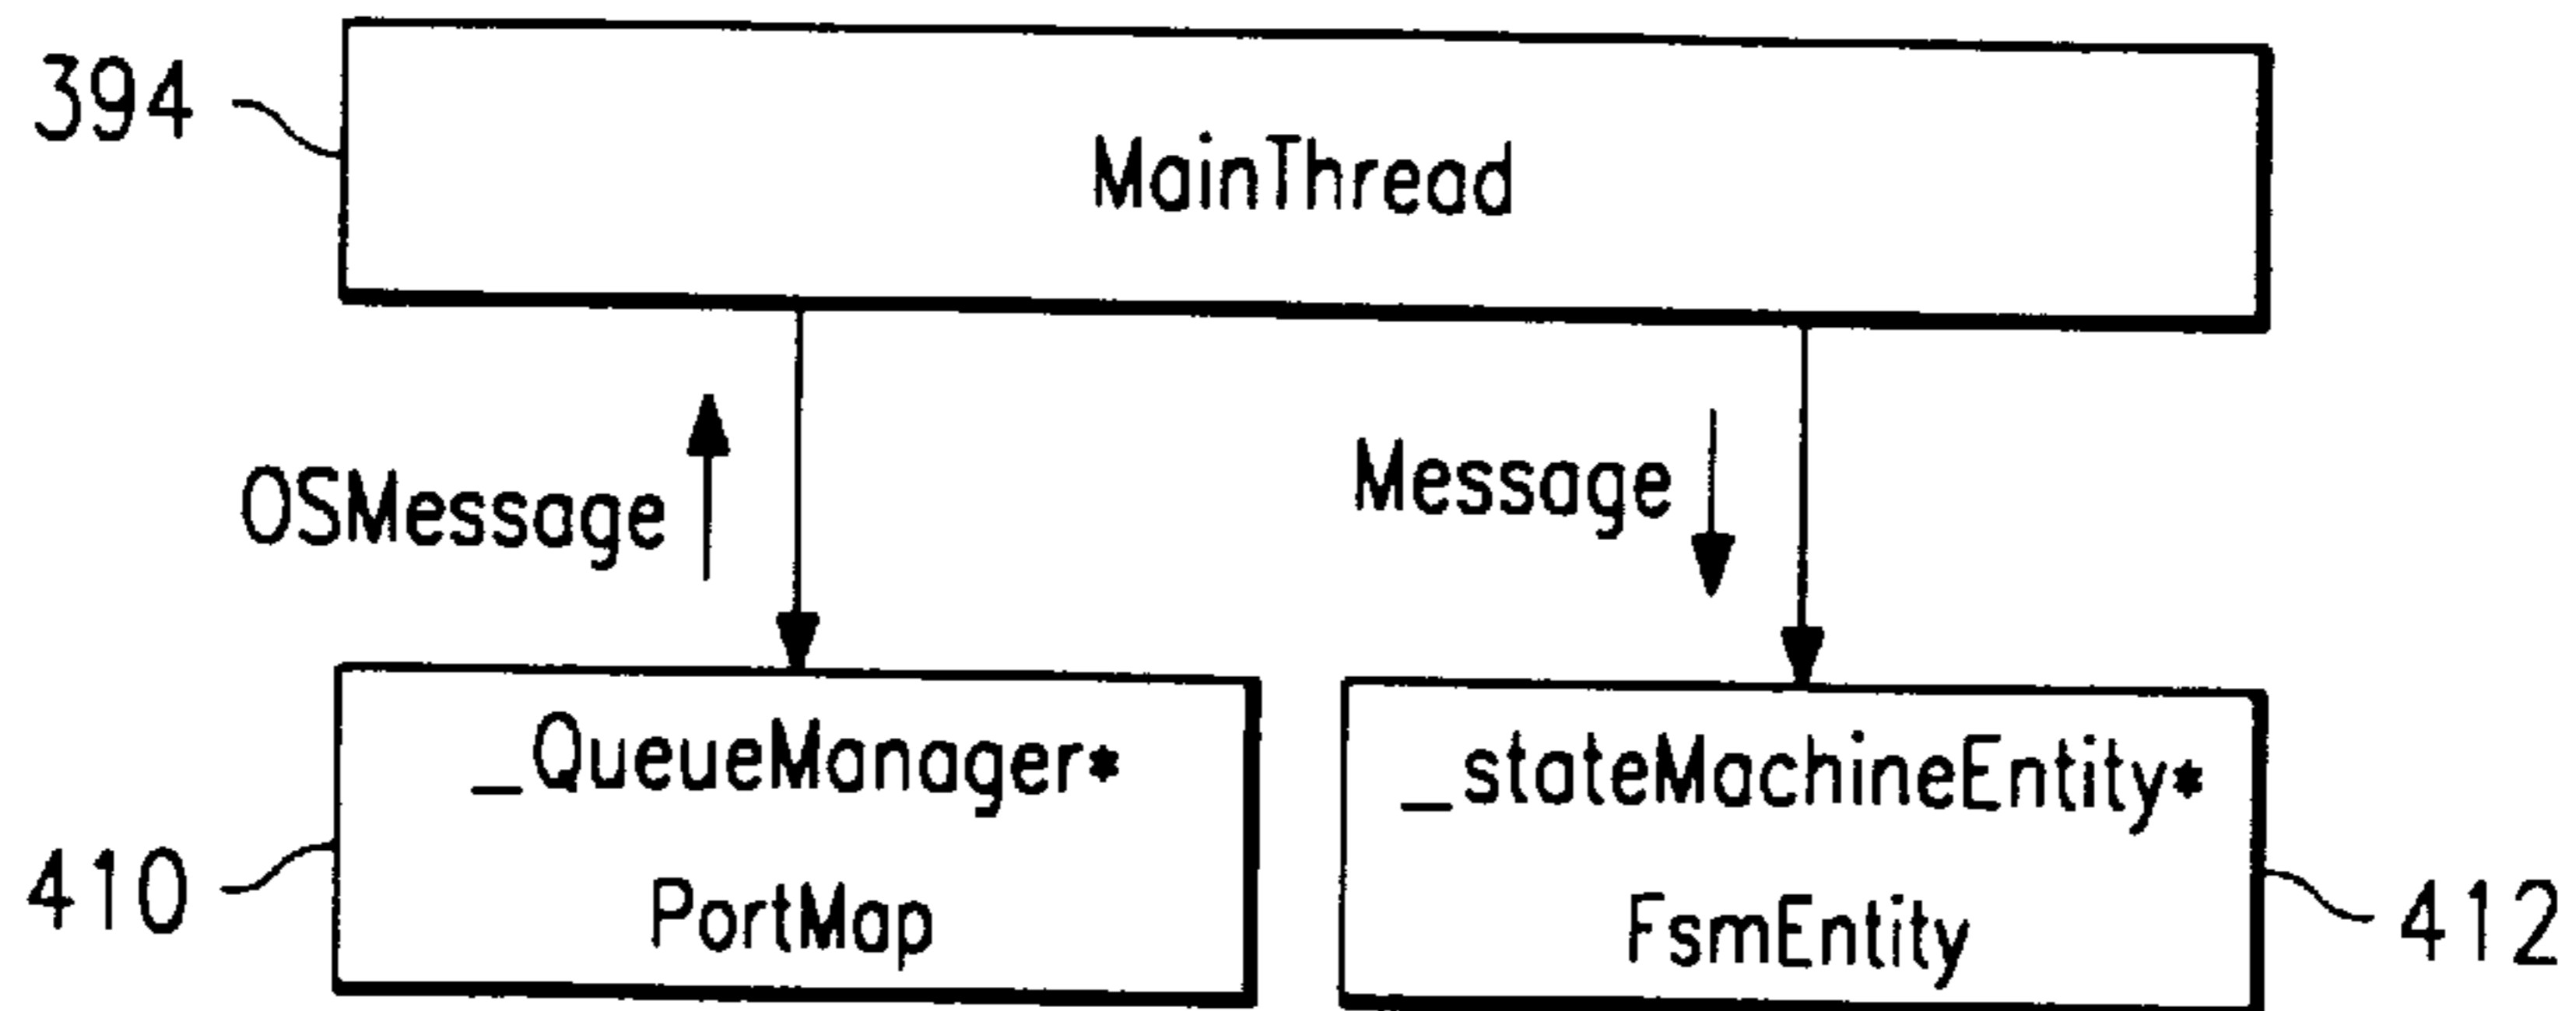 394
MainThread
OSMessage
Message
_QueueManager*
PortMap
410
_stateMachineEntity*
FsmEntity
412